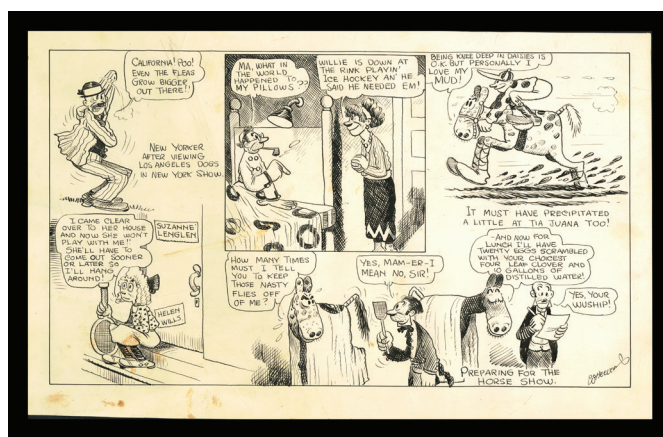 CALIFORNIA! POO!
EVEN THE FLEAS
GROW BIGGER
OUT THERE!
NEW YORKER
AFTER VIEWING
LOS ANGELES DOGS
IN NEW YORK SHOW.
MA, WHAT IN
THE WORLD
HAPPENED TO
MY PILLOWS?
WILLIE IS DOWN AT
THE RINK PLAYIN'
ICE HOCKEY AN' HE
SAID HE NEEDED EM!
BEING KNEE DEEP IN DAISIES IS
O.K. BUT PERSONALLY I
LOVE MY
MUD!
IT MUST HAVE PRECIPITATED
A LITTLE AT TIA JUANA TOO!
I CAME CLEAR
OVER TO HER HOUSE
AND NOW SHE WON'T
PLAY WITH ME!!
SHE'LL HAVE TO
COME OUT SOONER
OR LATER SO
I'LL HANG
AROUND!
SUZANNE
LENGLEN
HELEN
WILLS
HOW MANY TIMES
MUST I TELL
YOU TO KEEP
THOSE NASTY
FLIES OFF
OF ME?
YES, MAM-ER-I
MEAN NO, SIR!
-AND NOW FOR
LUNCH I'LL HAVE
TWENTY EGGS SCRAMBLED
WITH YOUR CHOICEST
FOUR LEAF CLOVER AND
10 GALLONS OF
DISTILLED WATER!
YES, YOUR
WUSHIP!
PREPARING FOR THE
HORSE SHOW.